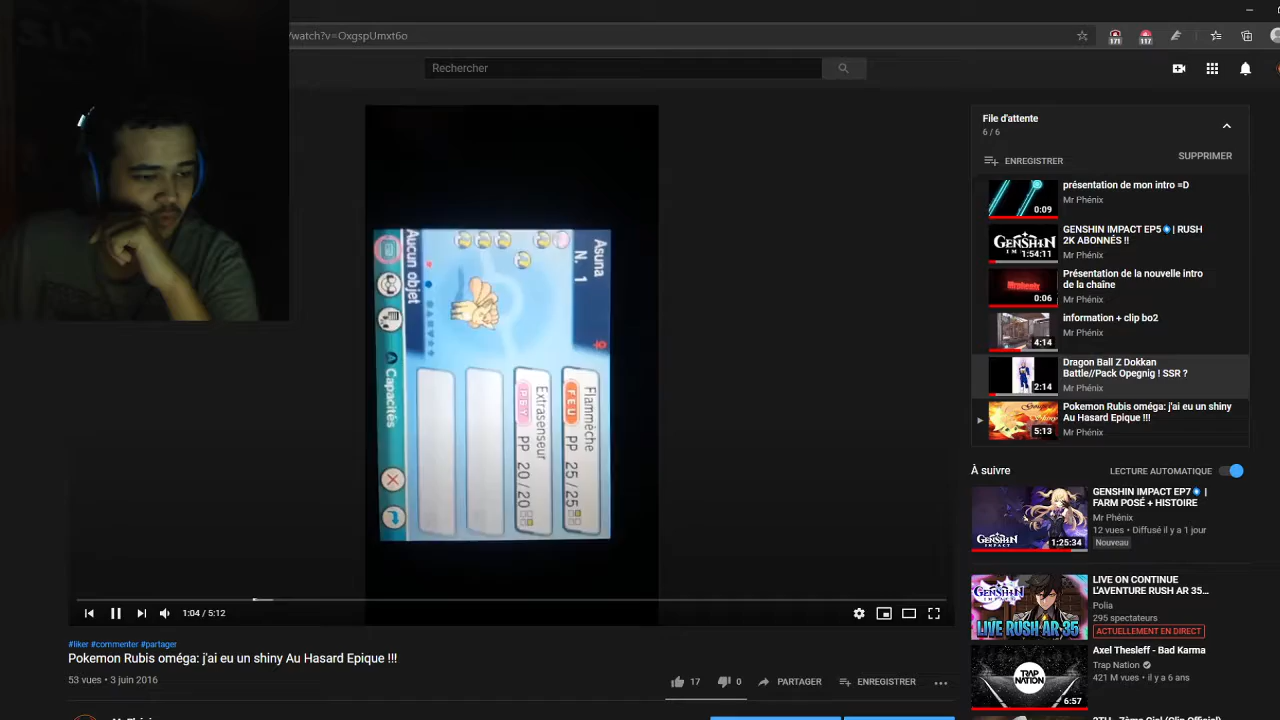 /watch?v=OxgspUmxt6o
171
117
Rechercher
File d'attente
6 / 6
ENREGISTRER
SUPPRIMER
présentation de mon intro =D
Mr Phénix
0:09
GENSHIN IMPACT EP5 | RUSH
2K ABONNÉS !!
Mr Phénix
GENSHIN
1:54:11
Présentation de la nouvelle intro
de la chaîne
Mr Phénix
0:06
information + clip bo2
Mr Phénix
4:14
Dragon Ball Z Dokkan
Battle//Pack Opegnig ! SSR ?
Mr Phénix
2:14
Pokemon Rubis oméga: j'ai eu un shiny
Au Hasard Epique !!!
Mr Phénix
5:13
Asuna
N. 1
Aucun objet
Capacités
Flammèche
FEU PP 25/25
Extrasenseur
PSY PP 20/20
À suivre
LECTURE AUTOMATIQUE
GENSHIN IMPACT EP7 |
FARM POSÉ + HISTOIRE
Mr Phénix
12 vues • Diffusé il y a 1 jour
Nouveau
GENSHIN
1:25:34
LIVE ON CONTINUE
L'AVENTURE RUSH AR 35...
Polia
295 spectateurs
ACTUELLEMENT EN DIRECT
LIVE RUSH AR 35
Axel Thesleff - Bad Karma
Trap Nation
421 M vues • il y a 6 ans
TRAP
NATION
6:57
1:04 / 5:12
#liker #commenter #partager
Pokemon Rubis oméga: j'ai eu un shiny Au Hasard Epique !!!
53 vues • 3 juin 2016
17
0
PARTAGER
ENREGISTRER